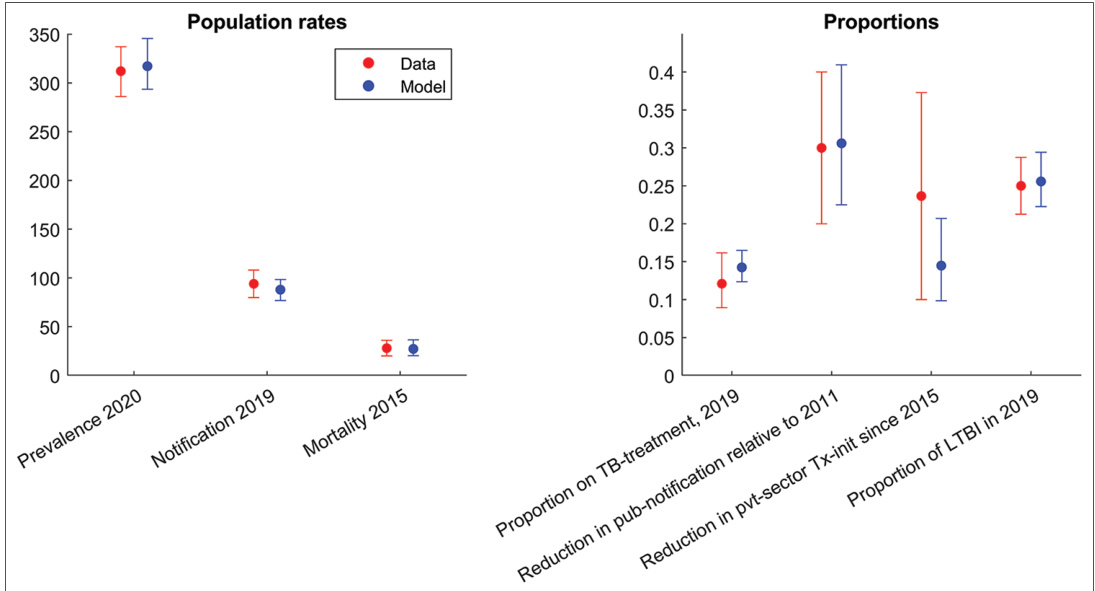 Population rates
350
300
250
200
150
100
50
0
Data
Model
Prevalence 2020
Notification 2019
Mortality 2015
Proportions
0.4
0.35
0.3
0.25
0.2
0.15
0.1
0.05
0
Proportion on TB-treatment, 2019
Reduction in pub-notification relative to 2011
Reduction in pvt-sector Tx-init since 2015
Proportion of LTBI in 2019